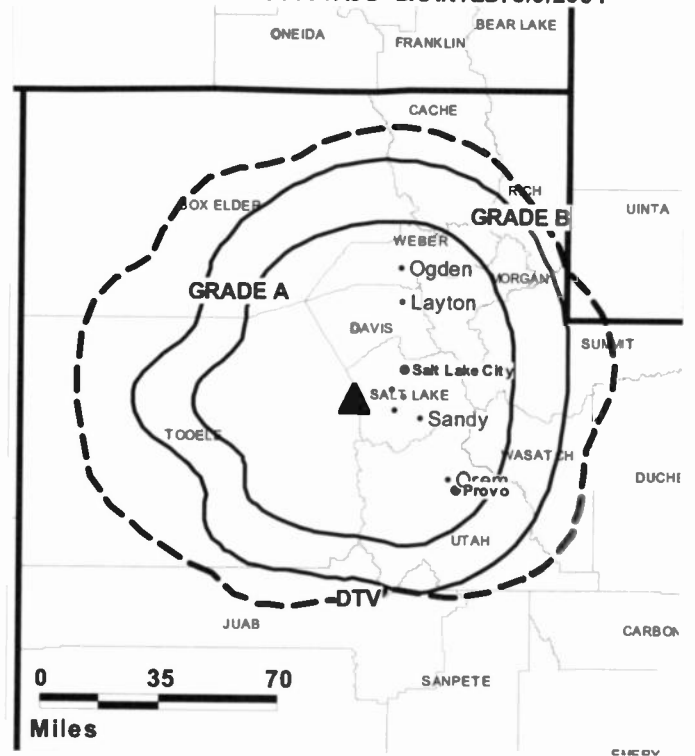 ONEIDA
BEAR LAKE
FRANKLIN
CACHE
RICH
BOX ELDER
GRADE B
UINTA
WEBER
Ogden
MORGAN
GRADE A
Layton
DAVIS
SUMMIT
Salt Lake City
SALT LAKE
Sandy
TOOELE
WASATCH
Orem
DUCHE
Provo
UTAH
DTV
JUAB
CARBON
0 35 70
SANPETE
Miles